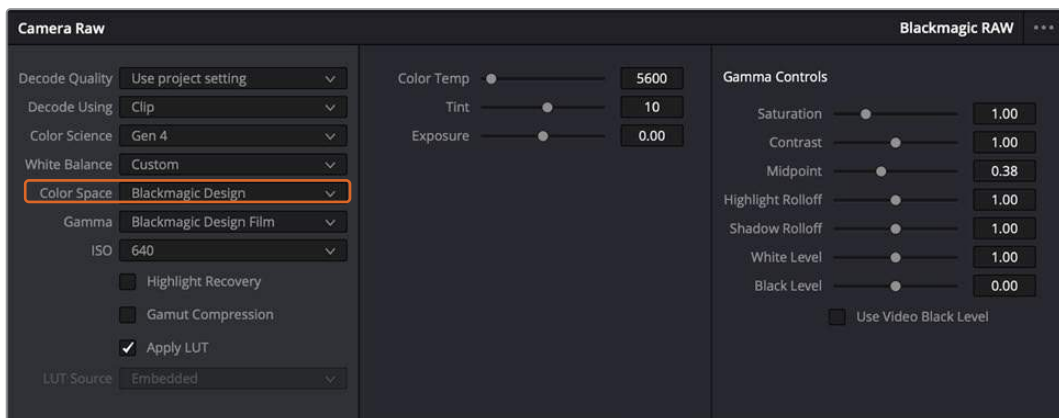 Camera Raw
Blackmagic RAW
Decode Quality Use project setting
Decode Using Clip
Color Science Gen 4
White Balance Custom
Color Space Blackmagic Design
Gamma Blackmagic Design Film
ISO 640
Highlight Recovery
Gamut Compression
Apply LUT
LUT Source Embedded
Color Temp 5600
Tint 10
Exposure 0.00
Gamma Controls
Saturation 1.00
Contrast 1.00
Midpoint 0.38
Highlight Rolloff 1.00
Shadow Rolloff 1.00
White Level 1.00
Black Level 0.00
Use Video Black Level